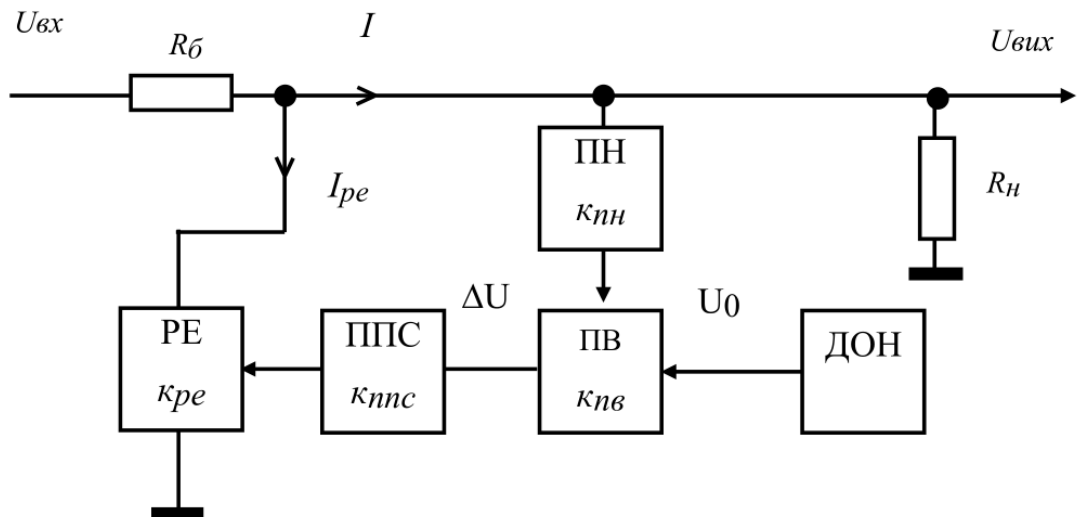 Uвх
Rб
I
Uвих
Iре
ПН
кпн
Rн
ΔU
U0
РЕ
кре
ППС
кппс
ПВ
кпв
ДОН